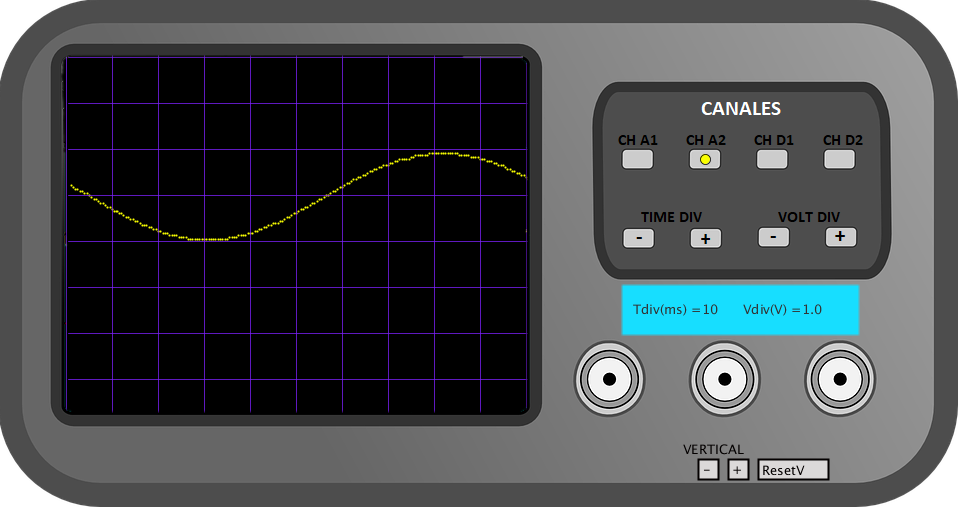 CANALES
CH A1 CH A2 CH D1 CH D2
TIME DIV VOLT DIV
- + - +
Tdiv(ms) =10 Vdiv(V) =1.0
VERTICAL
- + ResetV